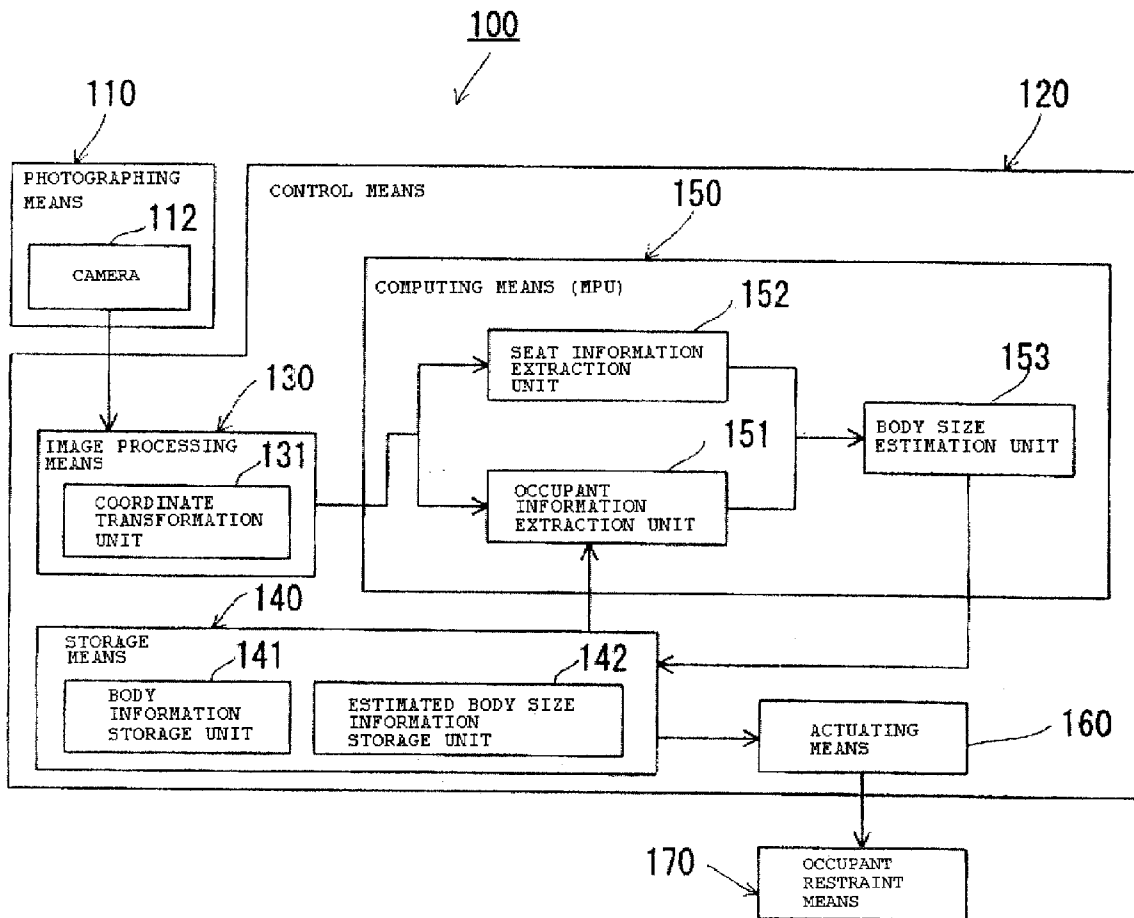 100
110
120
PHOTOGRAPHING
MEANS
112
CAMERA
CONTROL MEANS
150
COMPUTING MEANS (MPU)
152
SEAT INFORMATION
EXTRACTION
UNIT
153
BODY SIZE
ESTIMATION UNIT
151
OCCUPANT
INFORMATION
EXTRACTION UNIT
130
IMAGE PROCESSING
MEANS
131
COORDINATE
TRANSFORMATION
UNIT
140
STORAGE
MEANS
141
BODY
INFORMATION
STORAGE UNIT
142
ESTIMATED BODY SIZE
INFORMATION
STORAGE UNIT
ACTUATING
MEANS
160
170
OCCUPANT
RESTRAINT
MEANS